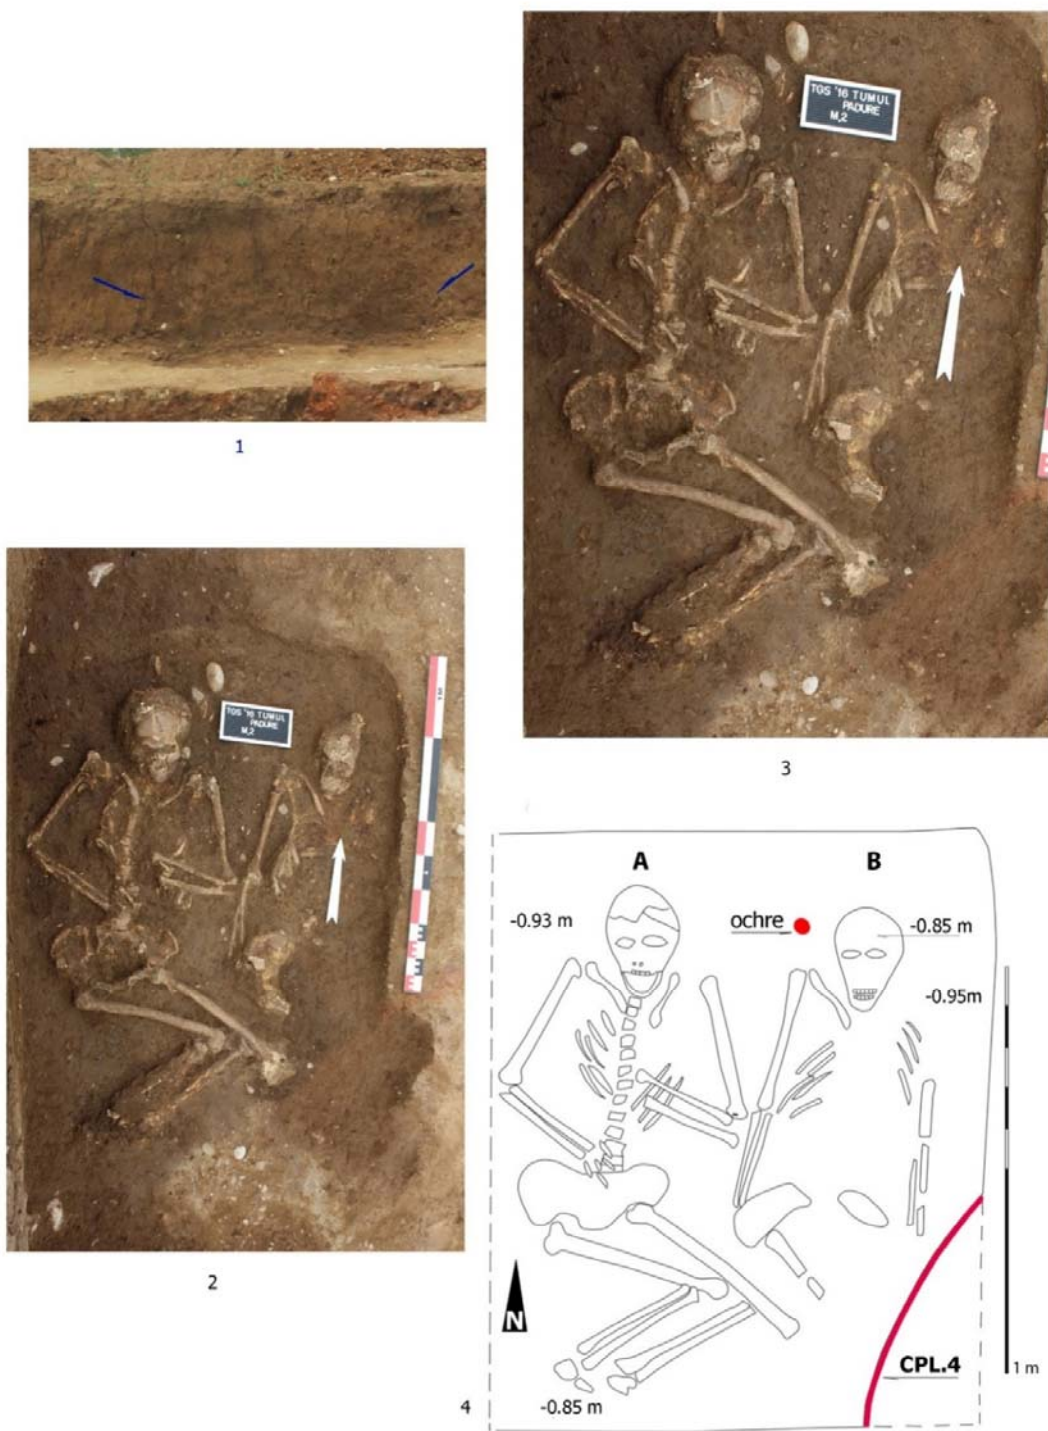 1
TGS '16 TUMUL
PADURE
M,2
3
TGS '16 TUMUL
PADURE
M,2
2
A
B
-0.93 m
ochre
-0.85 m
-0.95m
N
CPL.4
1 m
-0.85 m
4